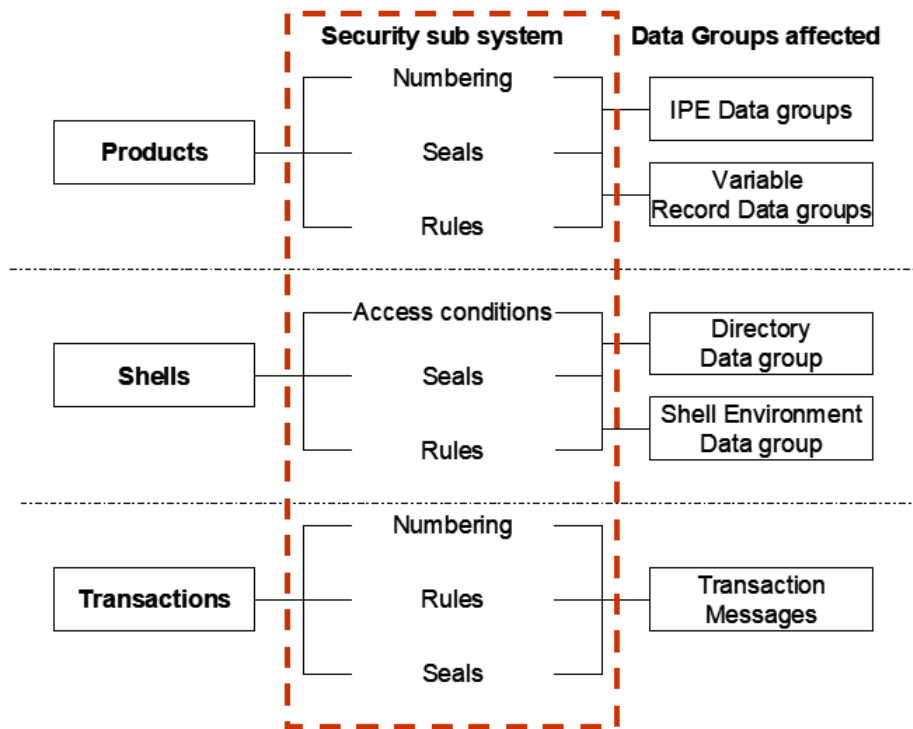 Security sub system
Data Groups affected
Products
Numbering
Seals
Rules
IPE Data groups
Variable
Record Data groups
Shells
Access conditions
Seals
Rules
Directory
Data group
Shell Environment
Data group
Transactions
Numbering
Rules
Seals
Transaction
Messages